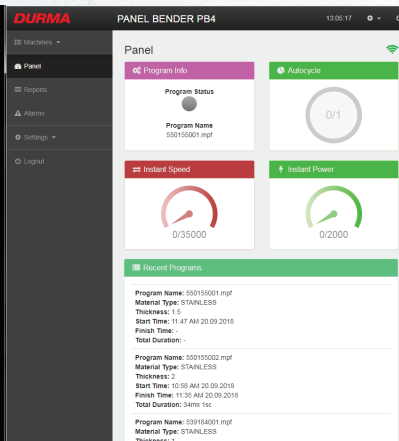 DURMA
PANEL BENDER PB4
13:05:17
Machines
Panel
Reports
Alarms
Settings
Logout
Panel
Program Info
Program Status
Program Name
550155001.mpf
Autocycle
0/1
Instant Speed
0/35000
Instant Power
0/2000
Recent Programs
Program Name: 550155001.mpf
Material Type: STAINLESS
Thickness: 1.5
Start Time: 11:47 AM 20.09.2018
Finish Time: -
Total Duration: -
Program Name: 550155002.mpf
Material Type: STAINLESS
Thickness: 2
Start Time: 10:58 AM 20.09.2018
Finish Time: 11:35 AM 20.09.2018
Total Duration: 34mn 1sc
Program Name: 539184001.mpf
Material Type: STAINLESS